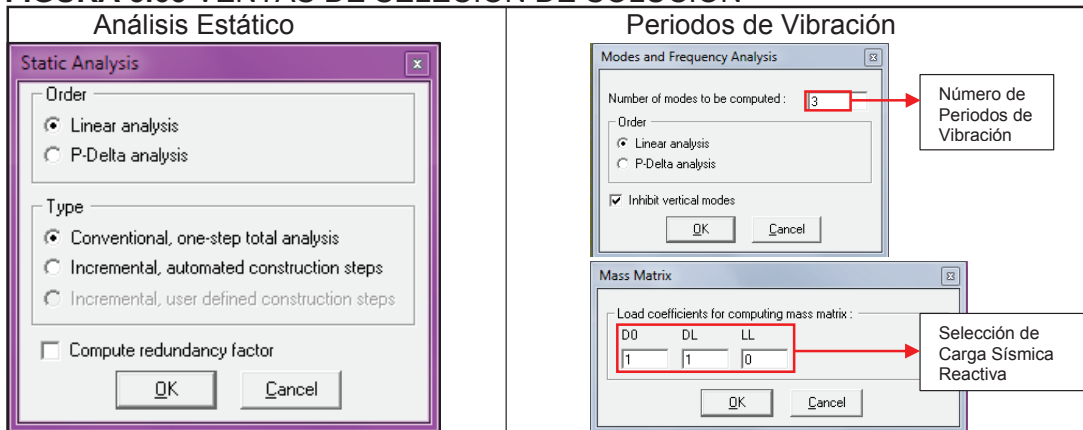 Análisis Estático
Static Analysis
Order
Linear analysis
P-Delta analysis
Type
Conventional, one-step total analysis
Incremental, automated construction steps
Incremental, user defined construction steps
Compute redundancy factor
OK
Cancel
Periodos de Vibración
Modes and Frequency Analysis
Number of modes to be computed :
3
Order
Linear analysis
P-Delta analysis
Inhibit vertical modes
OK
Cancel
Número de
Periodos de
Vibración
Mass Matrix
Load coefficients for computing mass matrix :
D0 DL LL
1 1 0
OK
Cancel
Selección de
Carga Sísmica
Reactiva